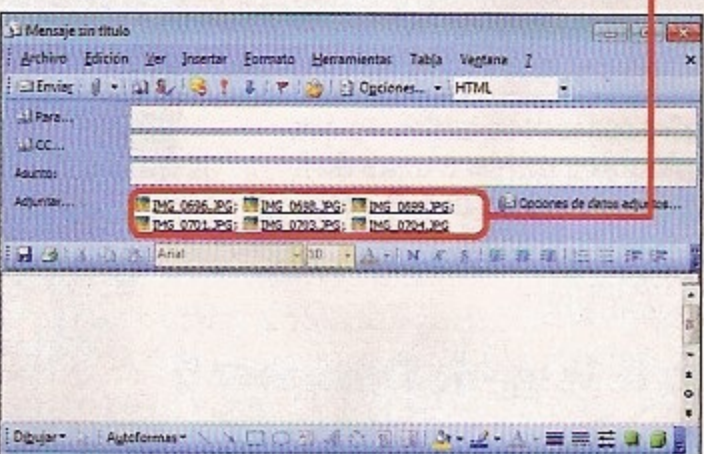 Mensaje sin título
Archivo Edición Ver Insertar Formato Herramientas Tabla Ventana ?
Enviar Opciones... HTML
Para...
CC...
Asunto:
Adjuntar... IMG_0696.JPG; IMG_0698.JPG; IMG_0699.JPG; Opciones de datos adjuntos...
IMG_0701.JPG; IMG_0703.JPG; IMG_0704.JPG
Arial 10 A N K S
Dibujar Autoformas A